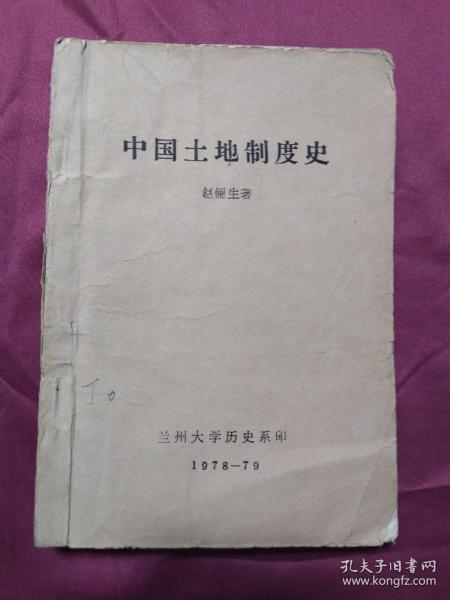 中国土地制度史
赵俪生著
丁力
兰州大学历史系印
1978—79
孔夫子旧书网
www.kongfz.com